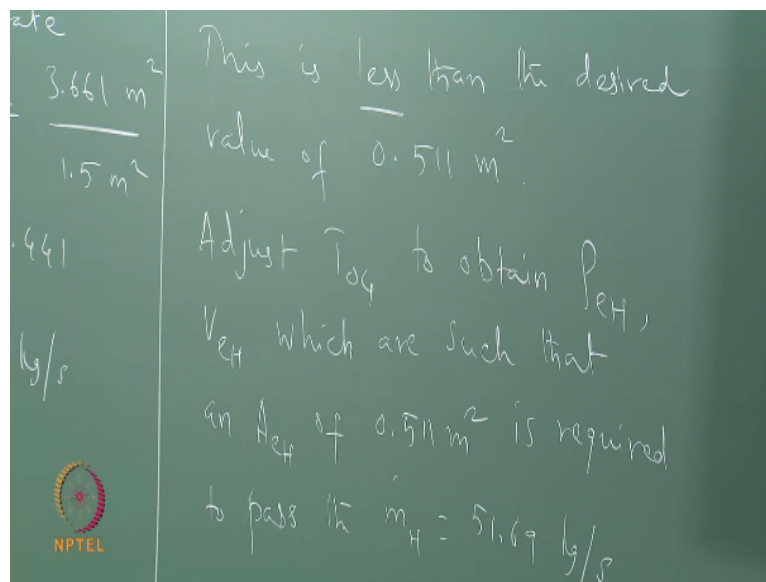 ate
3.661 m²
1.5 m²
.441
kg/s
This is less than the desired
value of 0.511 m².
Adjust T₀₄ to obtain ρeH,
VeH which are such that
an AeH of 0.511 m² is required
to pass the ṁH = 51.69 kg/s
NPTEL